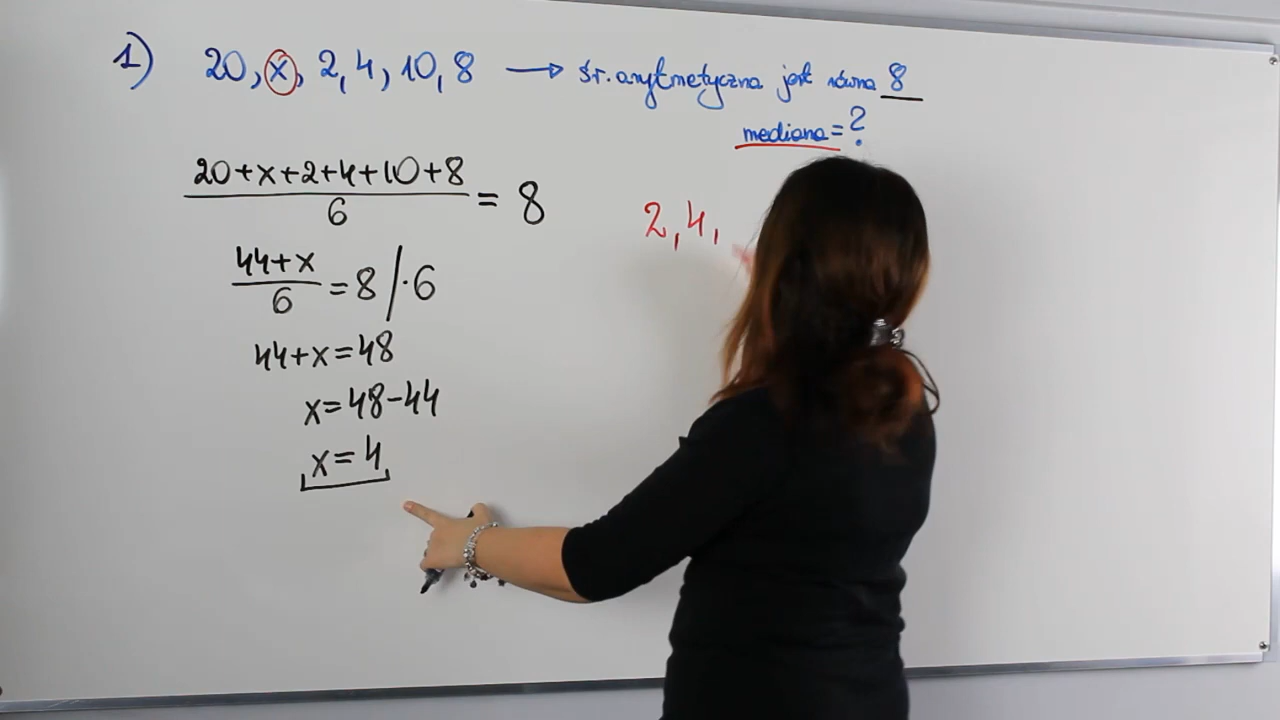 1) 20, x, 2, 4, 10, 8 → śr. arytmetyczna jest równa 8
mediana = ?
20+x+2+4+10+8
6
= 8
2, 4,
44+x
6
= 8 / · 6
44+x = 48
x = 48 - 44
x = 4